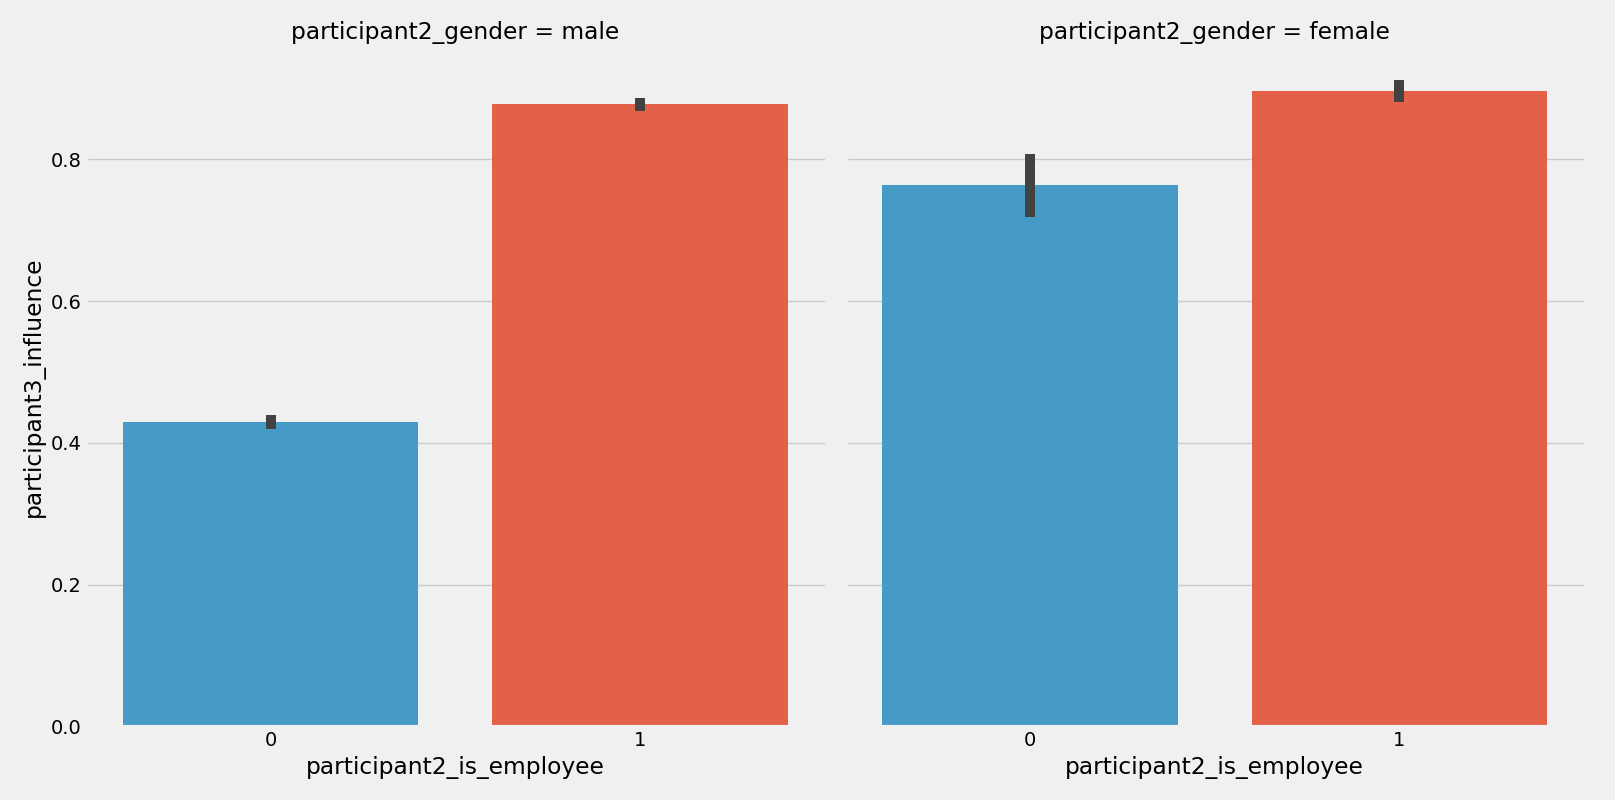 participant2_gender = male
participant2_gender = female
participant3_influence
0.8
0.6
0.4
0.2
0.0
0
1
0
1
participant2_is_employee
participant2_is_employee